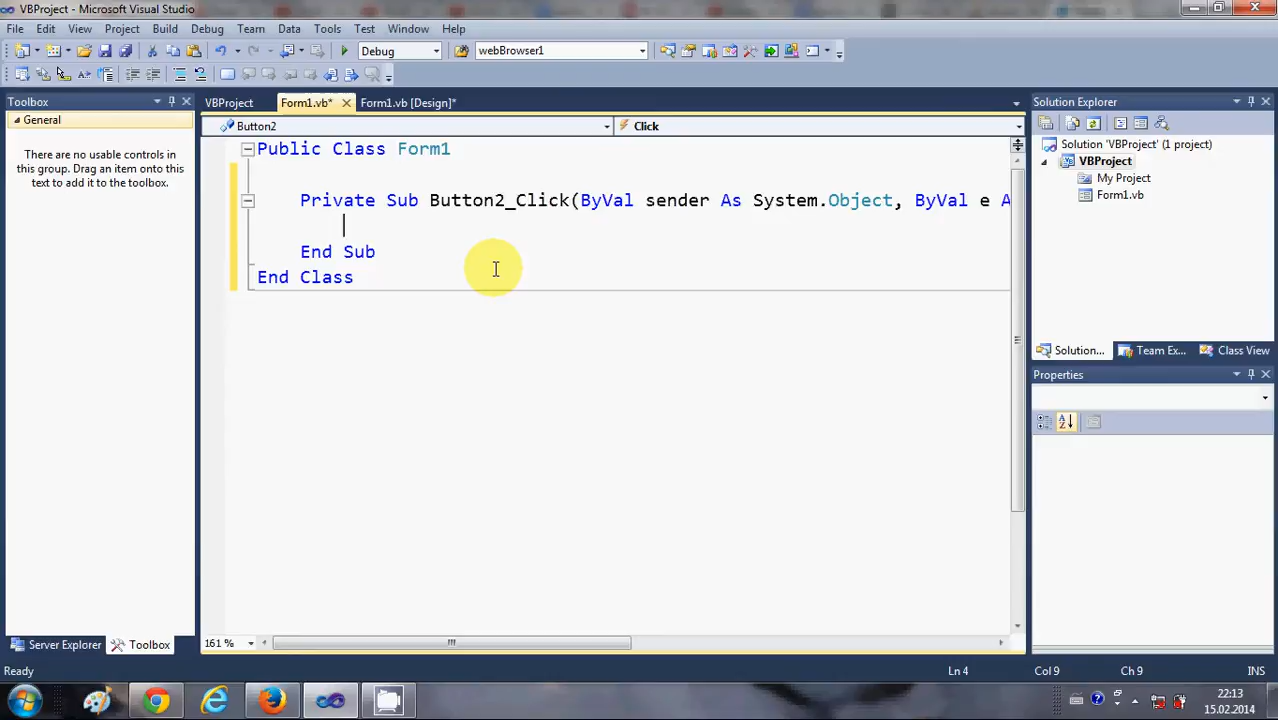 VBProject - Microsoft Visual Studio
File Edit View Project Build Debug Team Data Tools Test Window Help
Debug webBrowser1
Toolbox
General
There are no usable controls in
this group. Drag an item onto this
text to add it to the toolbox.
Server Explorer Toolbox
VBProject Form1.vb* Form1.vb [Design]*
Button2 Click
Public Class Form1
Private Sub Button2_Click(ByVal sender As System.Object, ByVal e A
End Sub
End Class
161 %
Solution Explorer
Solution 'VBProject' (1 project)
VBProject
My Project
Form1.vb
Solution... Team Ex... Class View
Properties
Ready Ln 4 Col 9 Ch 9 INS
22:13
15.02.2014